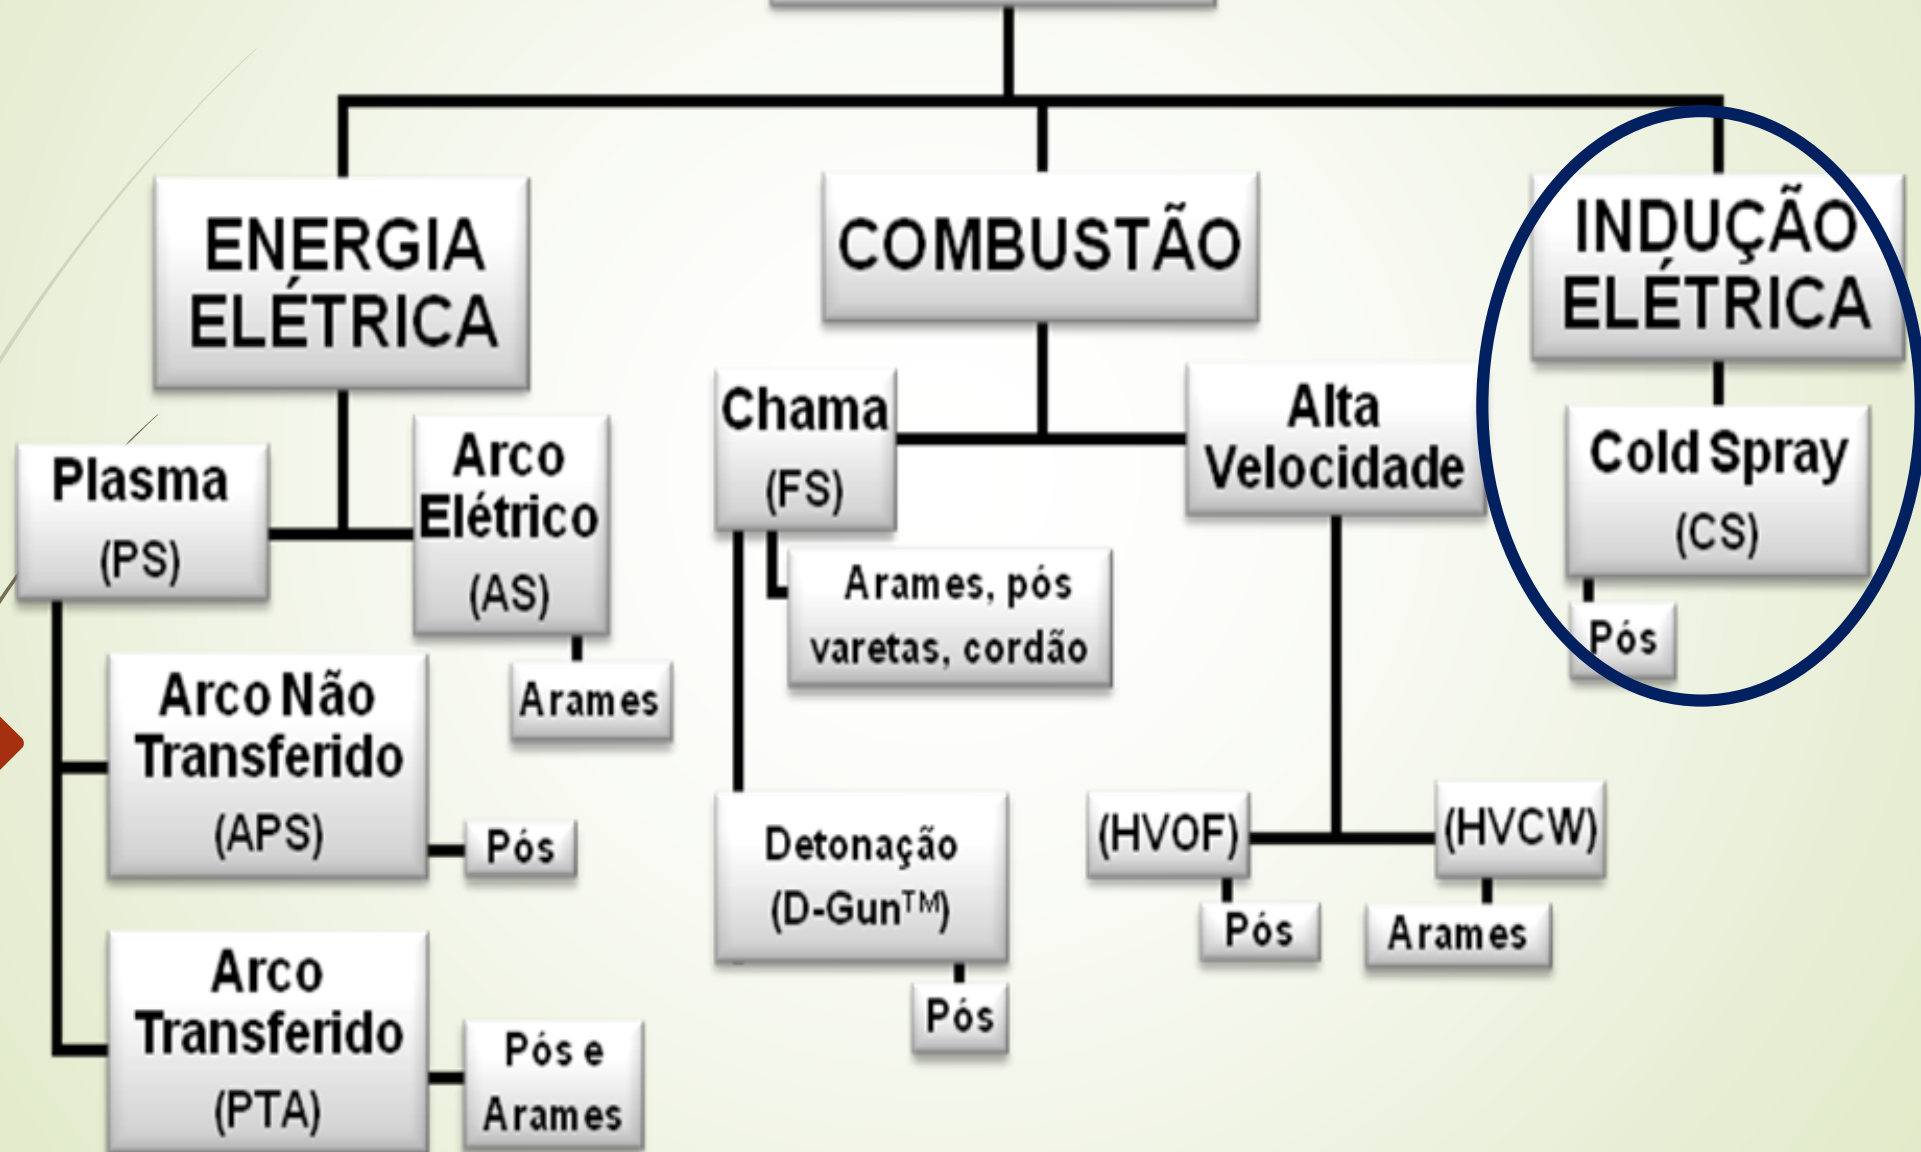 ENERGIA
ELÉTRICA
COMBUSTÃO
INDUÇÃO
ELÉTRICA
Plasma
(PS)
Arco
Elétrico
(AS)
Arames
Arco Não
Transferido
(APS)
Pós
Arco
Transferido
(PTA)
Pós e
Arames
Chama
(FS)
Arames, pós
varetas, cordão
Detonação
(D-Gun™)
Pós
Alta
Velocidade
(HVOF)
Pós
(HVCW)
Arames
Cold Spray
(CS)
Pós